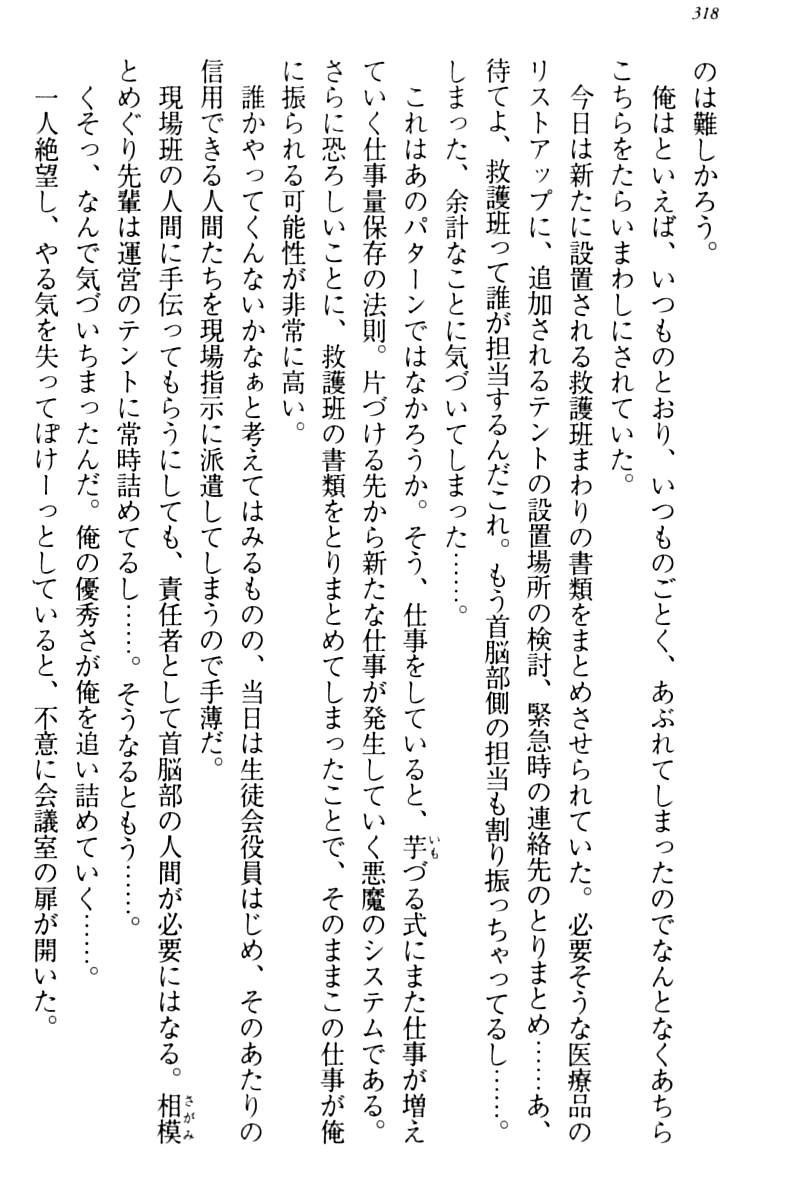 318
のは難しかろう。
俺はといえば、いつものとおり、いつものごとく、あぶれてしまったのでなんとなくあちら
こちらをたらいまわしにされていた。
今日は新たに設置される救護班まわりの書類をまとめさせられていた。必要そうな医療品の
リストアップに、追加されるテントの設置場所の検討、緊急時の連絡先のとりまとめ……あ、
待てよ、救護班って誰が担当するんだこれ。もう首脳部側の担当も割り振っちゃってるし……。
しまった、余計なことに気づいてしまった……。
これはあのパターンではなかろうか。そう、仕事をしていると、芋づる式にまた仕事が増え
ていく仕事量保存の法則。片づける先から新たな仕事が発生していく悪魔のシステムである。
さらに恐ろしいことに、救護班の書類をとりまとめてしまったことで、そのままこの仕事が俺
に振られる可能性が非常に高い。
誰かやってくんないかなぁと考えてはみるものの、当日は生徒会役員はじめ、そのあたりの
信用できる人間たちを現場指示に派遣してしまうので手薄だ。
現場班の人間に手伝ってもらうにしても、責任者として首脳部の人間が必要にはなる。相模
とめぐり先輩は運営のテントに常時詰めてるし……。そうなるともう……。
くそっ、なんで気づいちまったんだ。俺の優秀さが俺を追い詰めていく……。
一人絶望し、やる気を失ってぽけーっとしていると、不意に会議室の扉が開いた。